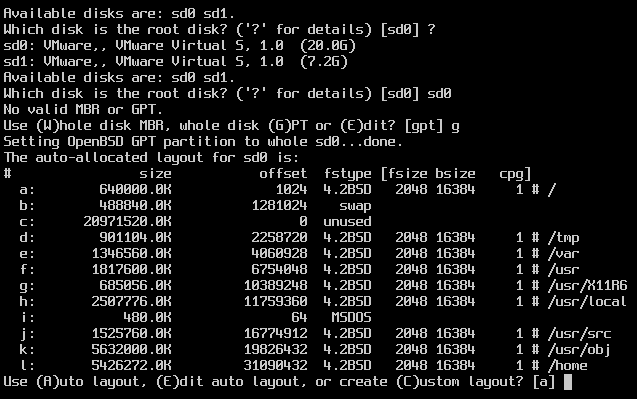 Available disks are: sd0 sd1.
Which disk is the root disk? ('?' for details) [sd0] ?
sd0: VMware,, VMware Virtual S, 1.0  (20.0G)
sd1: VMware,, VMware Virtual S, 1.0  (7.2G)
Available disks are: sd0 sd1.
Which disk is the root disk? ('?' for details) [sd0] sd0
No valid MBR or GPT.
Use (W)hole disk MBR, whole disk (G)PT or (E)dit? [gpt] g
Setting OpenBSD GPT partition to whole sd0...done.
The auto-allocated layout for sd0 is:
#                size           offset  fstype [fsize bsize   cpg]
  a:        640000.0K             1024  4.2BSD   2048 16384     1 # /
  b:        488840.0K          1281024    swap
  c:      20971520.0K                0  unused
  d:        901104.0K          2258720  4.2BSD   2048 16384     1 # /tmp
  e:       1346560.0K          4060928  4.2BSD   2048 16384     1 # /var
  f:       1817600.0K          6754048  4.2BSD   2048 16384     1 # /usr
  g:        685056.0K         10389248  4.2BSD   2048 16384     1 # /usr/X11R6
  h:       2507776.0K         11759360  4.2BSD   2048 16384     1 # /usr/local
  i:           480.0K               64   MSDOS
  j:       1525760.0K         16774912  4.2BSD   2048 16384     1 # /usr/src
  k:       5632000.0K         19826432  4.2BSD   2048 16384     1 # /usr/obj
  l:       5426272.0K         31090432  4.2BSD   2048 16384     1 # /home
Use (A)uto layout, (E)dit auto layout, or create (C)ustom layout? [a]